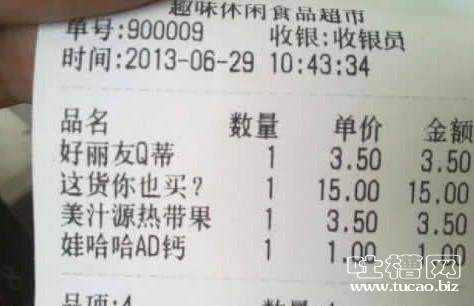 趣味休闲食品超市
单号:900009 收银:收银员
时间:2013-06-29 10:43:34
品名 数量 单价 金额
好丽友Q蒂 1 3.50 3.50
这货你也买? 1 15.00 15.00
美汁源热带果 1 3.50 3.50
娃哈哈AD钙 1 1.00 1.00
品项:4 数量:
吐槽网
www.tucao.biz